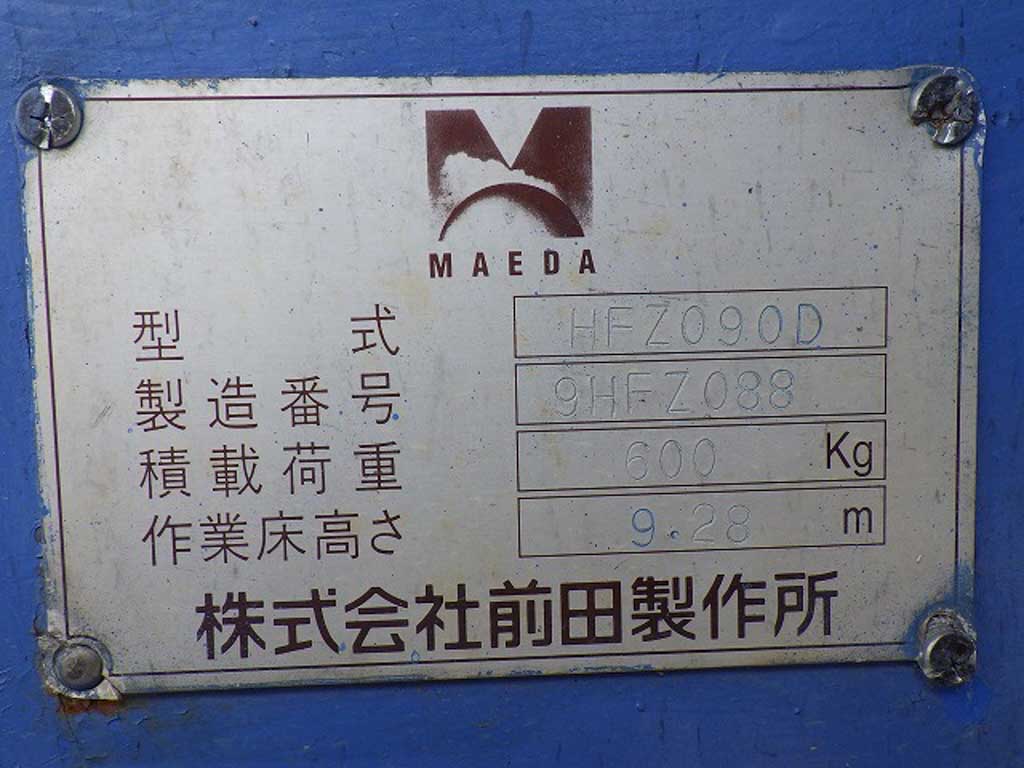 MAEDA
型式 HFZ090D
製造番号 9HFZ088
積載荷重 600 Kg
作業床高さ 9.28 m
株式会社前田製作所